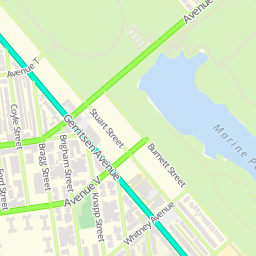 Avenue
Avenue T
Coyle Street
Gerritsen Avenue
Stuart Street
Marine P
Bragg Street
Brigham Street
Burnett Street
Ford Street
Avenue V
Knapp Street
Whitney Avenue